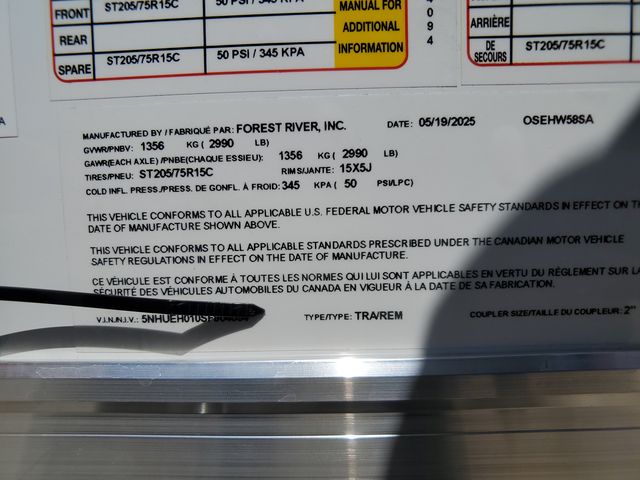 FRONT ST205/75R15C 50 PSI / 345 KPA
REAR
SPARE ST205/75R15C 50 PSI / 345 KPA
MANUAL FOR
ADDITIONAL
INFORMATION
0
9
4
ARRIÈRE
DE
SECOURS ST205/75R15C
MANUFACTURED BY / FABRIQUÉ PAR: FOREST RIVER, INC. DATE: 05/19/2025 OSEHW58SA
GVWR/PNBV: 1356 KG ( 2990 LB)
GAWR(EACH AXLE) /PNBE(CHAQUE ESSIEU): 1356 KG ( 2990 LB)
TIRES/PNEU: ST205/75R15C RIMS/JANTE: 15X5J
COLD INFL. PRESS./PRESS. DE GONFL. À FROID: 345 KPA ( 50 PSI/LPC)
THIS VEHICLE CONFORMS TO ALL APPLICABLE U.S. FEDERAL MOTOR VEHICLE SAFETY STANDARDS IN EFFECT ON THE
DATE OF MANUFACTURE SHOWN ABOVE.
THIS VEHICLE CONFORMS TO ALL APPLICABLE STANDARDS PRESCRIBED UNDER THE CANADIAN MOTOR VEHICLE
SAFETY REGULATIONS IN EFFECT ON THE DATE OF MANUFACTURE.
CE VÉHICULE EST CONFORME À TOUTES LES NORMES QUI LUI SONT APPLICABLES EN VERTU DU RÈGLEMENT SUR LA
SÉCURITÉ DES VÉHICULES AUTOMOBILES DU CANADA EN VIGUEUR À LA DATE DE SA FABRICATION.
V.I.N./N.I.V.: TYPE/TYPE: TRA/REM COUPLER SIZE/TAILLE DU COUPLEUR: 2"